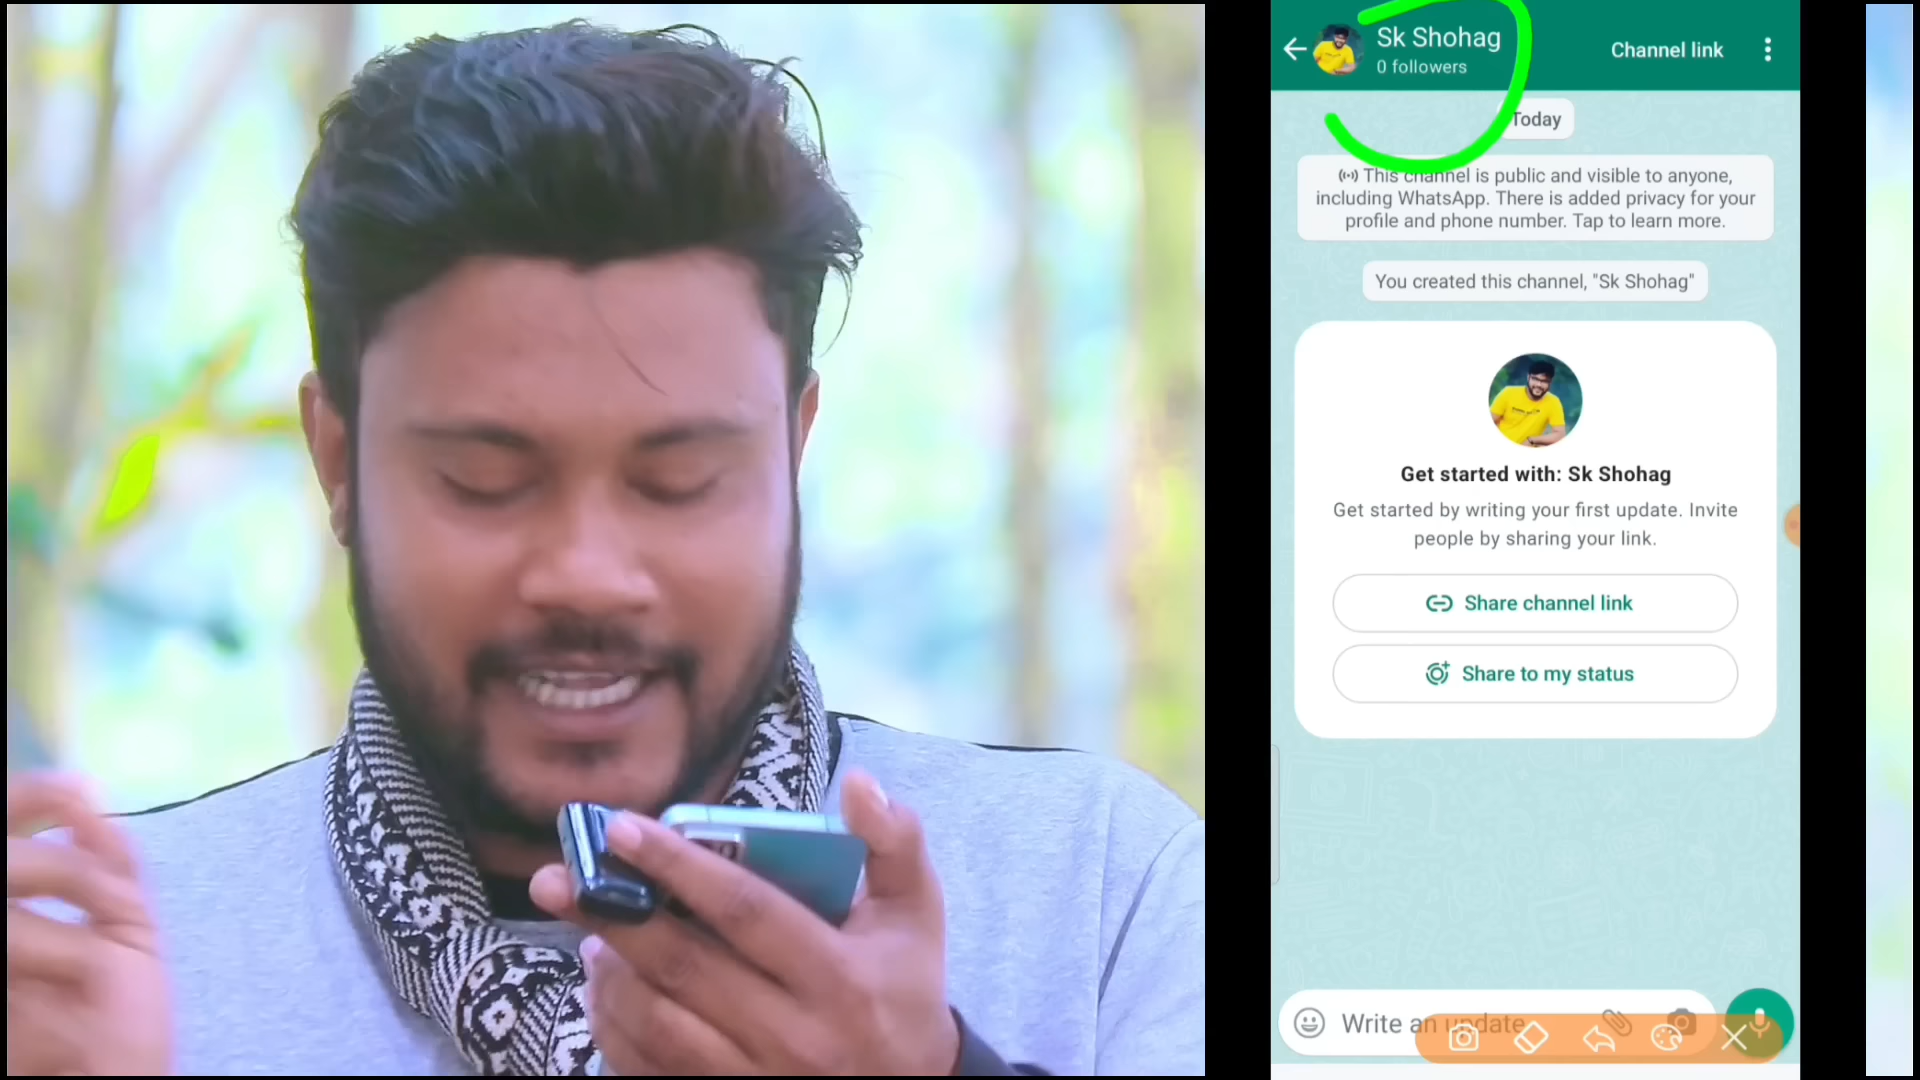 Sk Shohag
0 followers
Channel link
Today
This channel is public and visible to anyone,
including WhatsApp. There is added privacy for your
profile and phone number. Tap to learn more.
You created this channel, "Sk Shohag"
Get started with: Sk Shohag
Get started by writing your first update. Invite
people by sharing your link.
Share channel link
Share to my status
Write an update